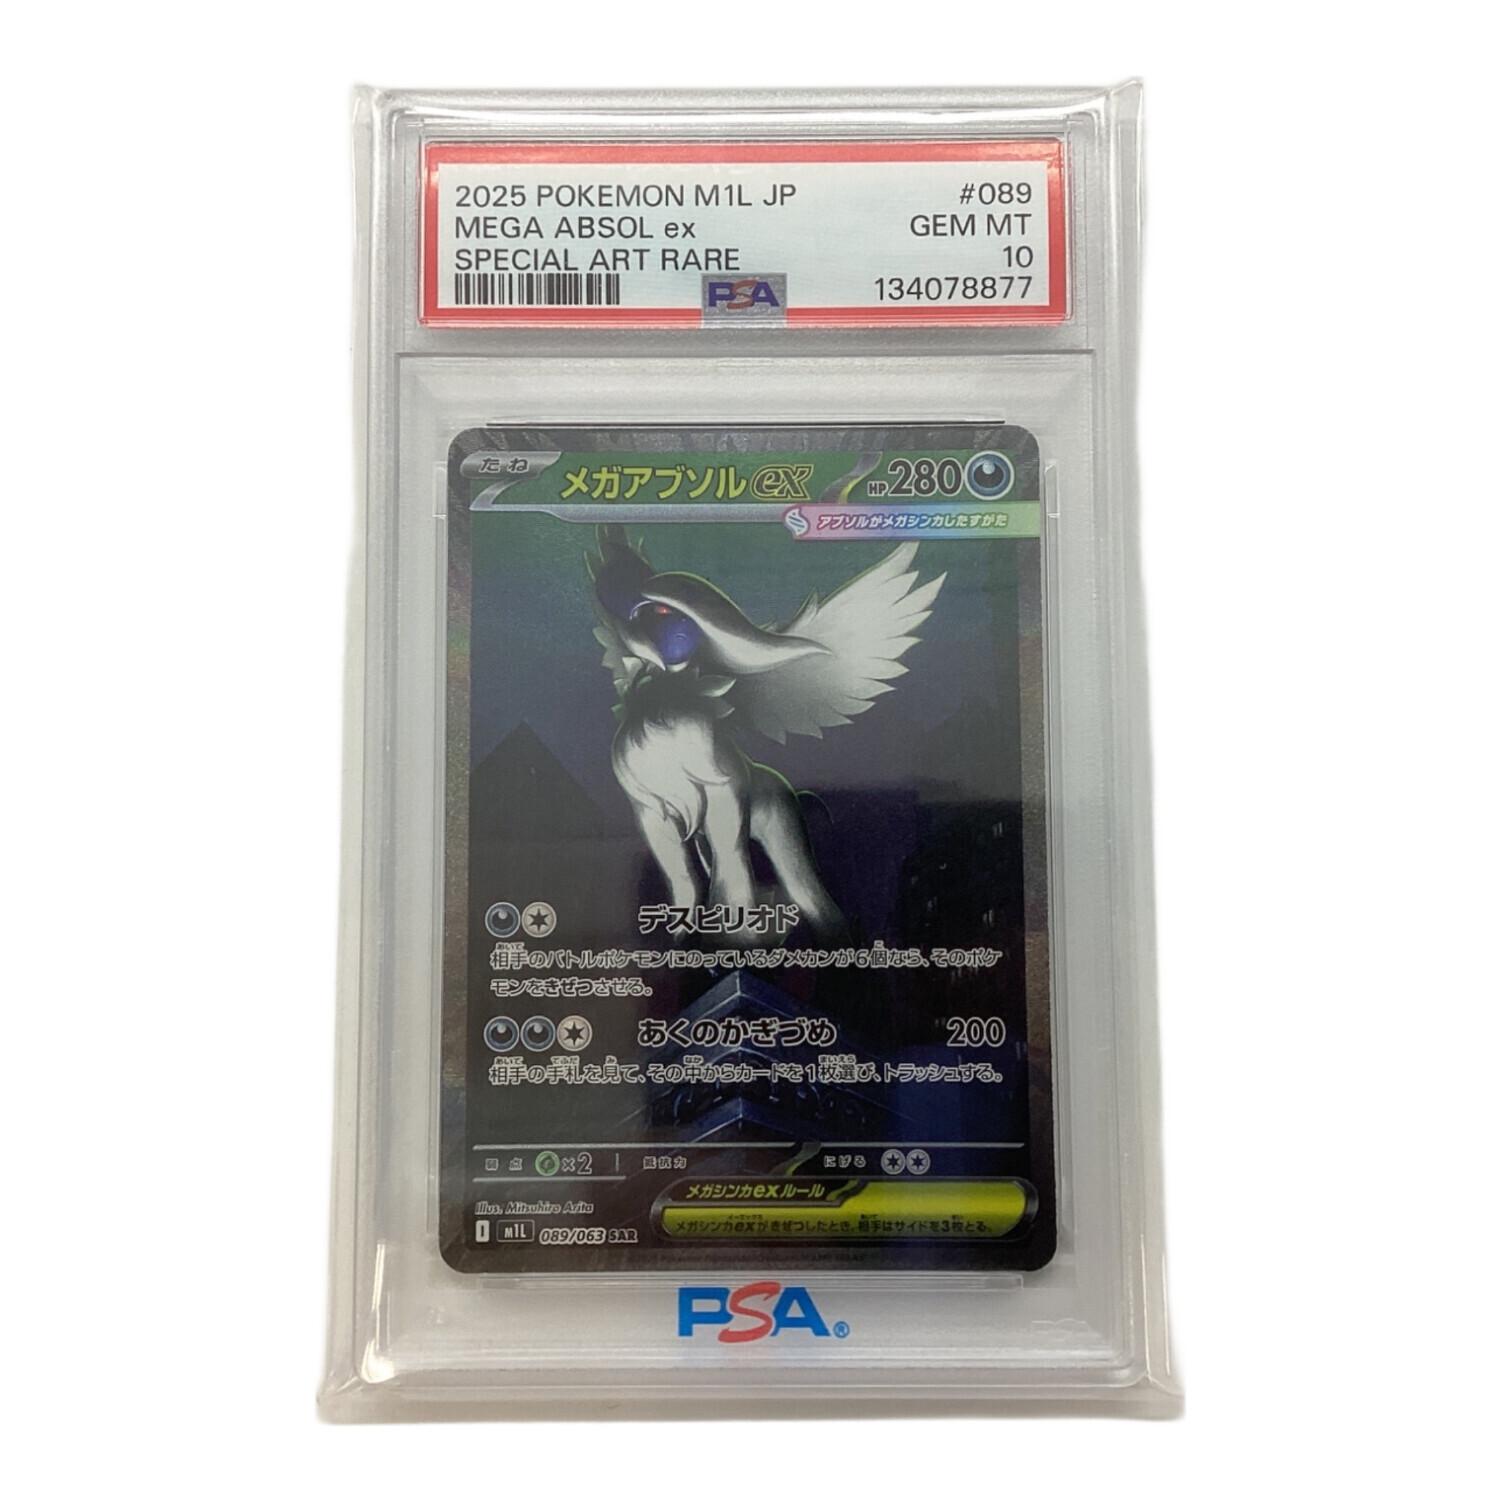 2025 POKEMON M1L JP #089
MEGA ABSOL ex GEM MT
SPECIAL ART RARE 10
PSA 134078877
たね メガアブソルex HP280
アブソルがメガシンカしたすがた
デスピリオド
相手のバトルポケモンにのっているダメカンが6個なら、そのポケ
モンをきぜつさせる。
あくのかぎづめ 200
相手の手札を見て、その中からカードを1枚選び、トラッシュする。
弱点 ×2 抵抗力 にげる
メガシンカexルール
Illus. Mitsuhiro Arita
メガシンカexがきぜつしたとき、相手はサイドを3枚とる。
I M1L 089/063 SAR
PSA®